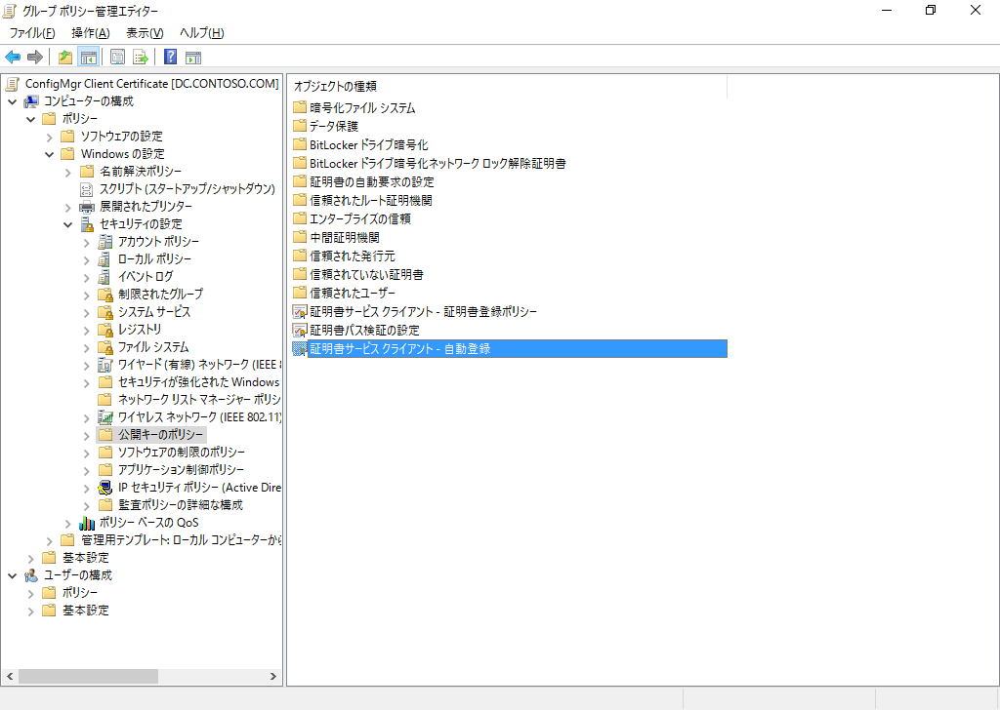 グループ ポリシー管理エディター
ファイル(F) 操作(A) 表示(V) ヘルプ(H)
ConfigMgr Client Certificate [DC.CONTOSO.COM]
コンピューターの構成
ポリシー
ソフトウェアの設定
Windows の設定
名前解決ポリシー
スクリプト (スタートアップ/シャットダウン)
展開されたプリンター
セキュリティの設定
アカウント ポリシー
ローカル ポリシー
イベント ログ
制限されたグループ
システム サービス
レジストリ
ファイル システム
ワイヤード (有線) ネットワーク (IEEE 8
セキュリティが強化された Windows
ネットワーク リスト マネージャー ポリシ
ワイヤレス ネットワーク (IEEE 802.11)
公開キーのポリシー
ソフトウェアの制限のポリシー
アプリケーション制御ポリシー
IP セキュリティ ポリシー (Active Dire
監査ポリシーの詳細な構成
ポリシー ベースの QoS
管理用テンプレート: ローカル コンピューターから
基本設定
ユーザーの構成
ポリシー
基本設定
オブジェクトの種類
暗号化ファイル システム
データ保護
BitLocker ドライブ暗号化
BitLocker ドライブ暗号化ネットワーク ロック解除証明書
証明書の自動要求の設定
信頼されたルート証明機関
エンタープライズの信頼
中間証明機関
信頼された発行元
信頼されていない証明書
信頼されたユーザー
証明書サービス クライアント - 証明書登録ポリシー
証明書パス検証の設定
証明書サービス クライアント - 自動登録